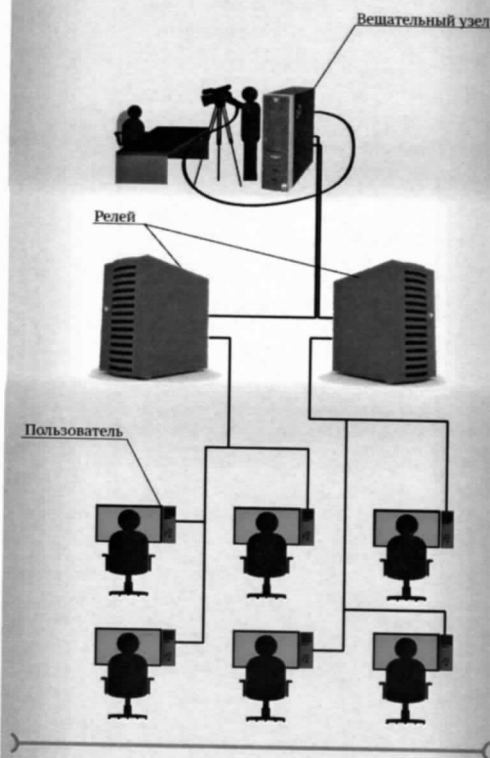 Вещательный узел
Релей
Пользователь